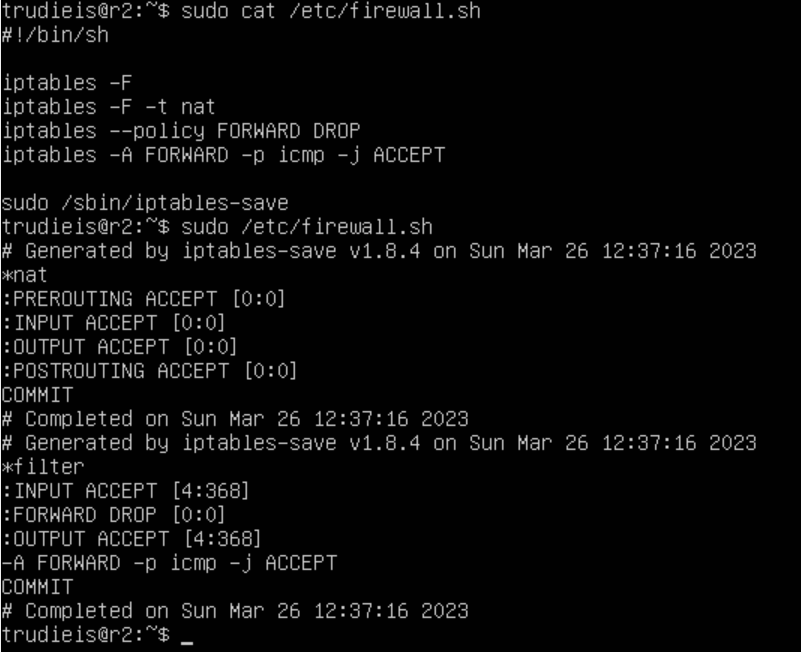 trudieis@r2:~$ sudo cat /etc/firewall.sh
#!/bin/sh

iptables -F
iptables -F -t nat
iptables --policy FORWARD DROP
iptables -A FORWARD -p icmp -j ACCEPT

sudo /sbin/iptables-save
trudieis@r2:~$ sudo /etc/firewall.sh
# Generated by iptables-save v1.8.4 on Sun Mar 26 12:37:16 2023
*nat
:PREROUTING ACCEPT [0:0]
:INPUT ACCEPT [0:0]
:OUTPUT ACCEPT [0:0]
:POSTROUTING ACCEPT [0:0]
COMMIT
# Completed on Sun Mar 26 12:37:16 2023
# Generated by iptables-save v1.8.4 on Sun Mar 26 12:37:16 2023
*filter
:INPUT ACCEPT [4:368]
:FORWARD DROP [0:0]
:OUTPUT ACCEPT [4:368]
-A FORWARD -p icmp -j ACCEPT
COMMIT
# Completed on Sun Mar 26 12:37:16 2023
trudieis@r2:~$ _